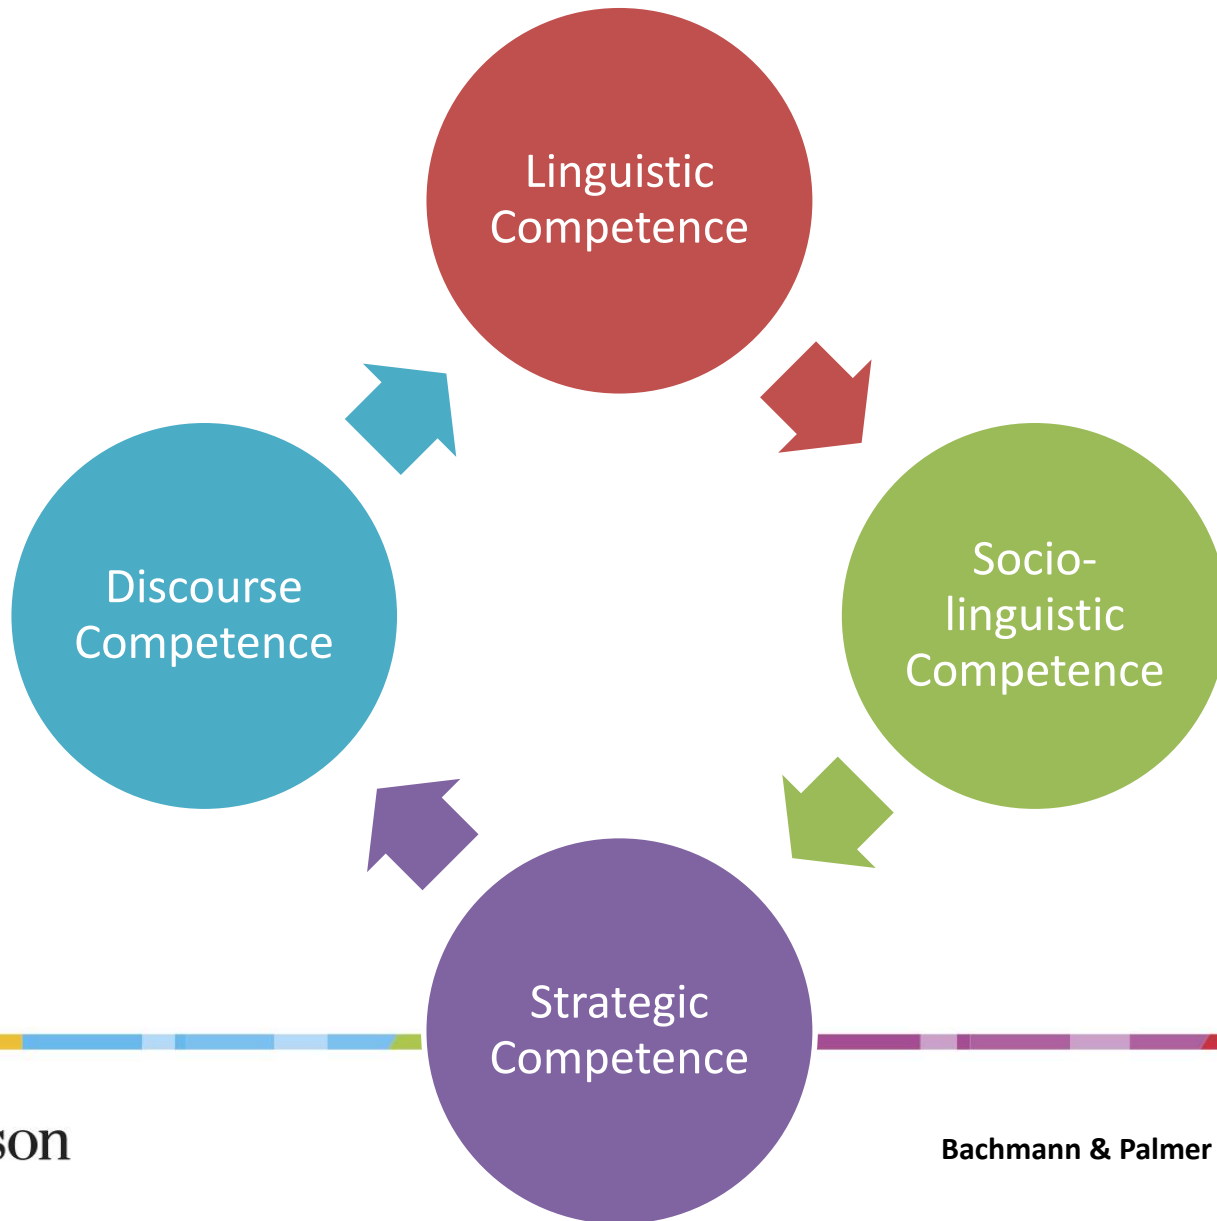 Linguistic
Competence
Discourse
Competence
Socio-
linguistic
Competence
Strategic
Competence
son
Bachmann & Palmer